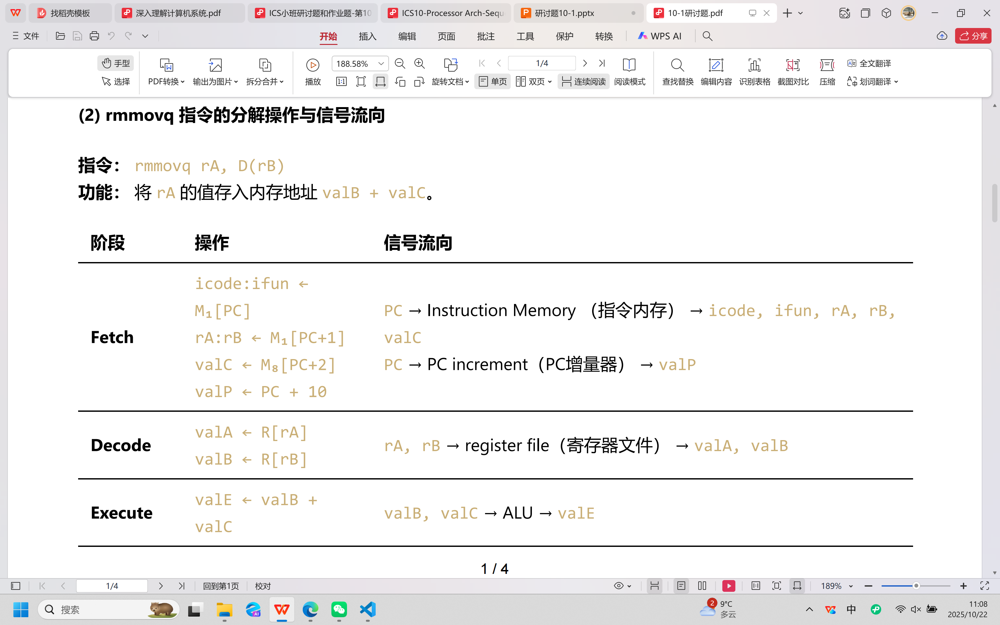 找稻壳模板
深入理解计算机系统.pdf
ICS小班研讨题和作业题-第10
ICS10-Processor Arch-Sequ
研讨题10-1.pptx
10-1研讨题.pdf
文件
开始
插入
编辑
页面
批注
工具
保护
转换
WPS AI
分享
手型
选择
PDF转换
输出为图片
拆分合并
播放
188.58%
1:1
旋转文档
1/4
单页
双页
连续阅读
阅读模式
查找替换
编辑内容
识别表格
截图对比
压缩
全文翻译
划词翻译
(2) rmmovq 指令的分解操作与信号流向
指令： rmmovq rA, D(rB)
功能： 将 rA 的值存入内存地址 valB + valC。
阶段 操作 信号流向
Fetch
icode:ifun ←
M₁[PC]
rA:rB ← M₁[PC+1]
valC ← M₈[PC+2]
valP ← PC + 10
PC → Instruction Memory （指令内存） → icode, ifun, rA, rB,
valC
PC → PC increment（PC增量器） → valP
Decode
valA ← R[rA]
valB ← R[rB]
rA, rB → register file（寄存器文件） → valA, valB
Execute
valE ← valB +
valC
valB, valC → ALU → valE
1 / 4
1/4
回到第1页
校对
189%
搜索
2
9°C
多云
中
11:08
2025/10/22